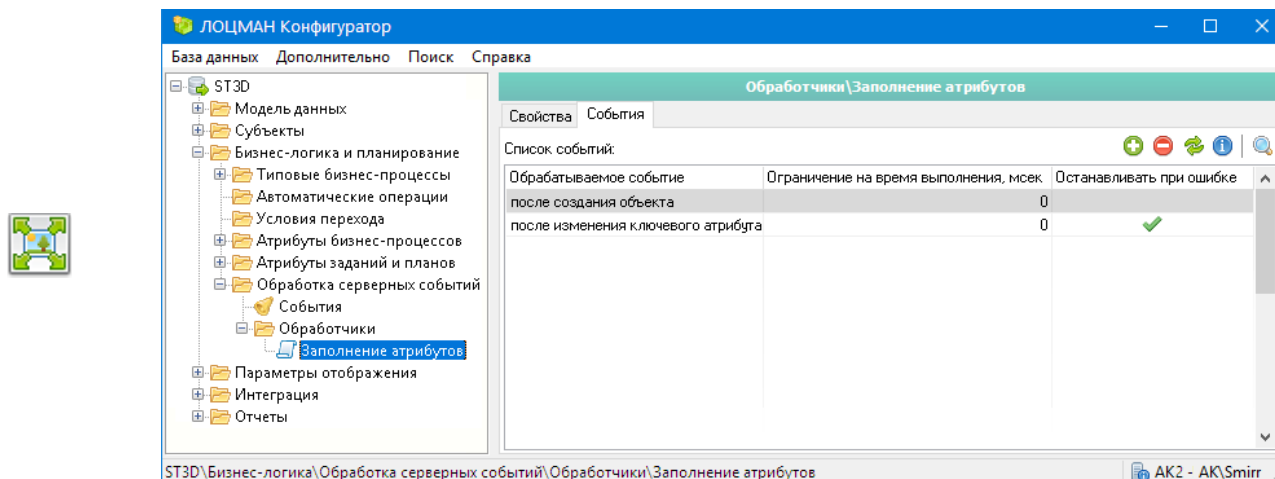 ЛОЦМАН Конфигуратор
База данных Дополнительно Поиск Справка
ST3D
Модель данных
Субъекты
Бизнес-логика и планирование
Типовые бизнес-процессы
Автоматические операции
Условия перехода
Атрибуты бизнес-процессов
Атрибуты заданий и планов
Обработка серверных событий
События
Обработчики
Заполнение атрибутов
Параметры отображения
Интеграция
Отчеты
Обработчики\Заполнение атрибутов
Свойства События
Список событий:
Обрабатываемое событие Ограничение на время выполнения, мсек Останавливать при ошибке
после создания объекта 0
после изменения ключевого атрибута 0
ST3D\Бизнес-логика\Обработка серверных событий\Обработчики\Заполнение атрибутов AK2 - AK\Smirr